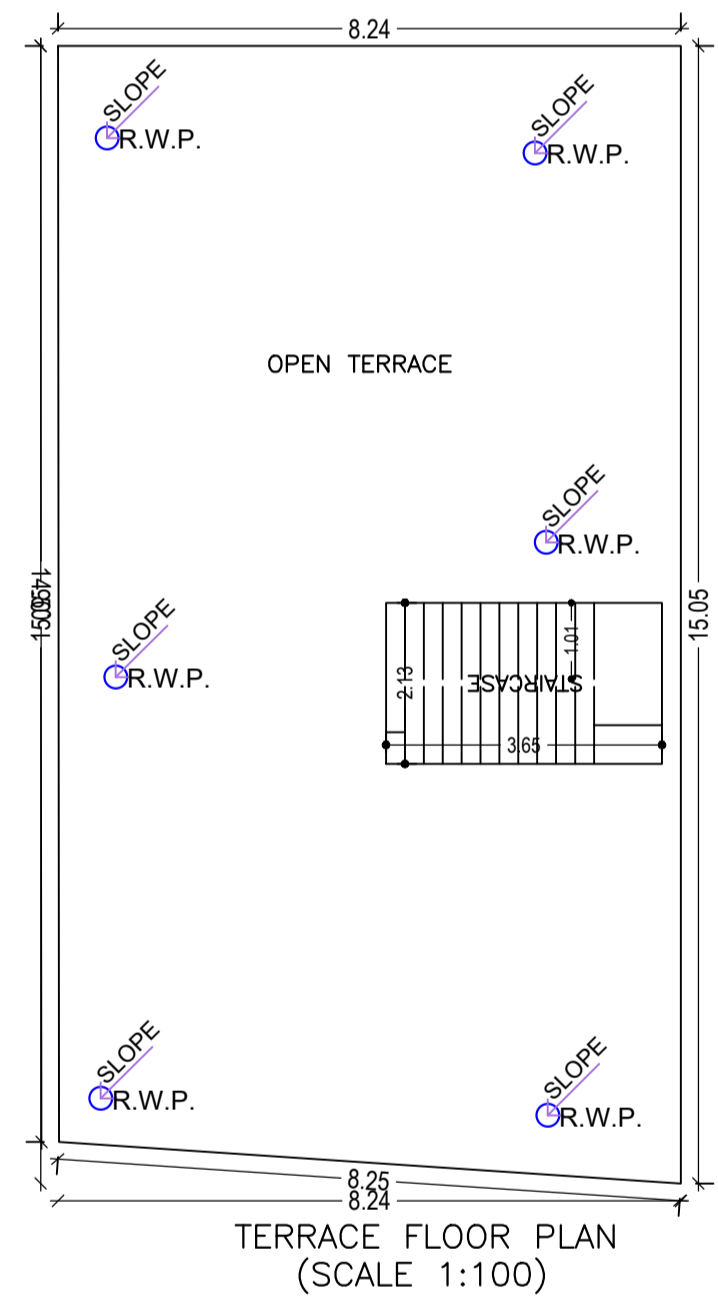 8.24
SLOPE
R.W.P.
SLOPE
R.W.P.
OPEN TERRACE
SLOPE
R.W.P.
SLOPE
R.W.P.
15.05
2.13
1.01
STAIRCASE
3.65
SLOPE
R.W.P.
SLOPE
R.W.P.
8.25
8.24
TERRACE FLOOR PLAN
(SCALE 1:100)